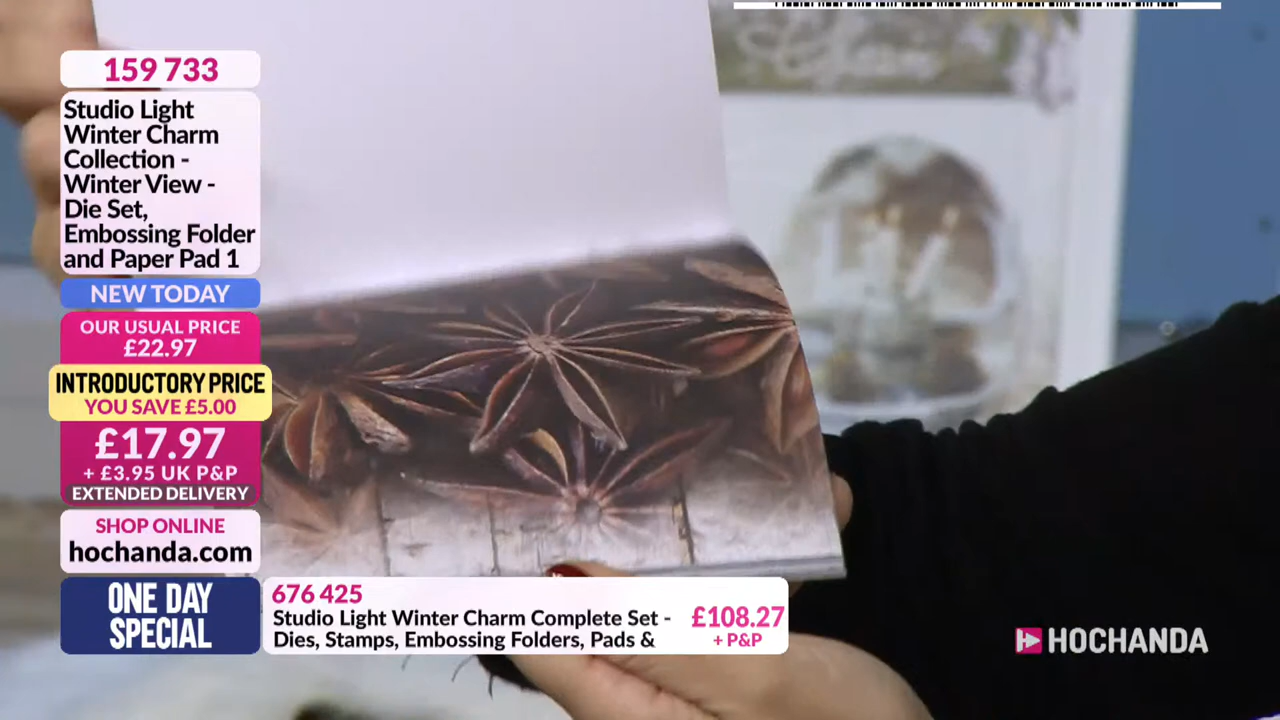 159 733
Studio Light
Winter Charm
Collection -
Winter View -
Die Set,
Embossing Folder
and Paper Pad 1
NEW TODAY
OUR USUAL PRICE
£22.97
INTRODUCTORY PRICE
YOU SAVE £5.00
£17.97
+ £3.95 UK P&P
EXTENDED DELIVERY
SHOP ONLINE
hochanda.com
ONE DAY
SPECIAL
676 425
Studio Light Winter Charm Complete Set -
Dies, Stamps, Embossing Folders, Pads &
£108.27
+ P&P
HOCHANDA